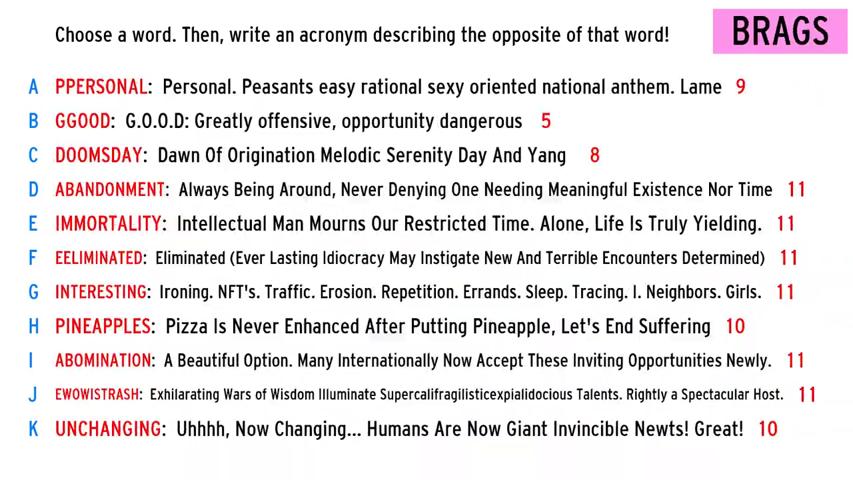 Choose a word. Then, write an acronym describing the opposite of that word!
BRAGS
A PPERSONAL: Personal. Peasants easy rational sexy oriented national anthem. Lame 9
B GGOOD: G.O.O.D: Greatly offensive, opportunity dangerous 5
C DOOMSDAY: Dawn Of Origination Melodic Serenity Day And Yang 8
D ABANDONMENT: Always Being Around, Never Denying One Needing Meaningful Existence Nor Time 11
E IMMORTALITY: Intellectual Man Mourns Our Restricted Time. Alone, Life Is Truly Yielding. 11
F EELIMINATED: Eliminated (Ever Lasting Idiocracy May Instigate New And Terrible Encounters Determined) 11
G INTERESTING: Ironing. NFT's. Traffic. Erosion. Repetition. Errands. Sleep. Tracing. I. Neighbors. Girls. 11
H PINEAPPLES: Pizza Is Never Enhanced After Putting Pineapple, Let's End Suffering 10
I ABOMINATION: A Beautiful Option. Many Internationally Now Accept These Inviting Opportunities Newly. 11
J EWOWISTRASH: Exhilarating Wars of Wisdom Illuminate Supercalifragilisticexpialidocious Talents. Rightly a Spectacular Host. 11
K UNCHANGING: Uhhhh, Now Changing... Humans Are Now Giant Invincible Newts! Great! 10